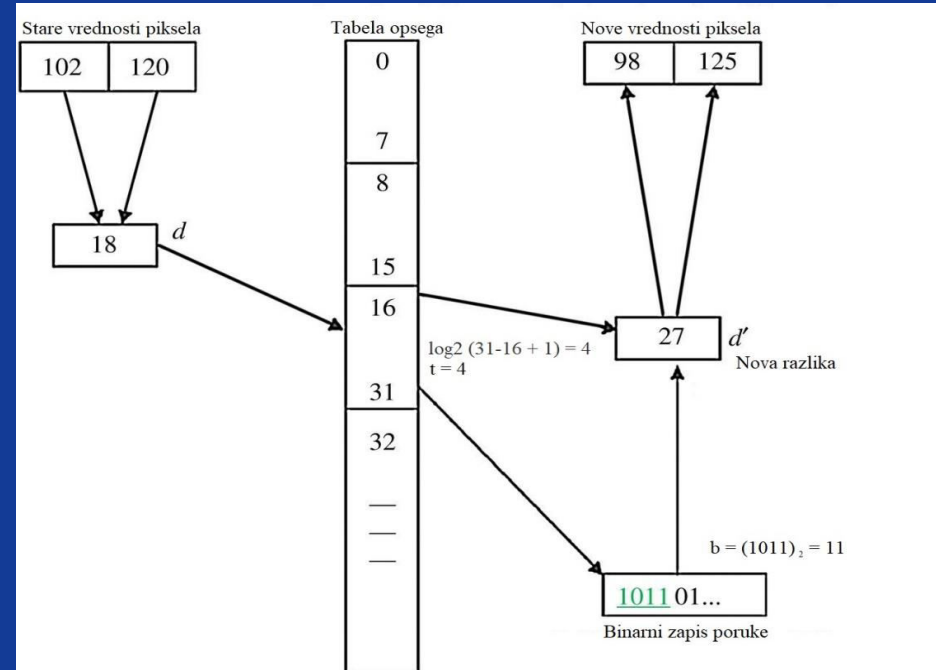 Stare vrednosti piksela
102 120
18
d
Tabela opsega
0
7
8
15
16
31
32
log2 (31-16 + 1) = 4
t = 4
Nove vrednosti piksela
98 125
27
d′
Nova razlika
b = (1011)₂ = 11
1011 01...
Binarni zapis poruke